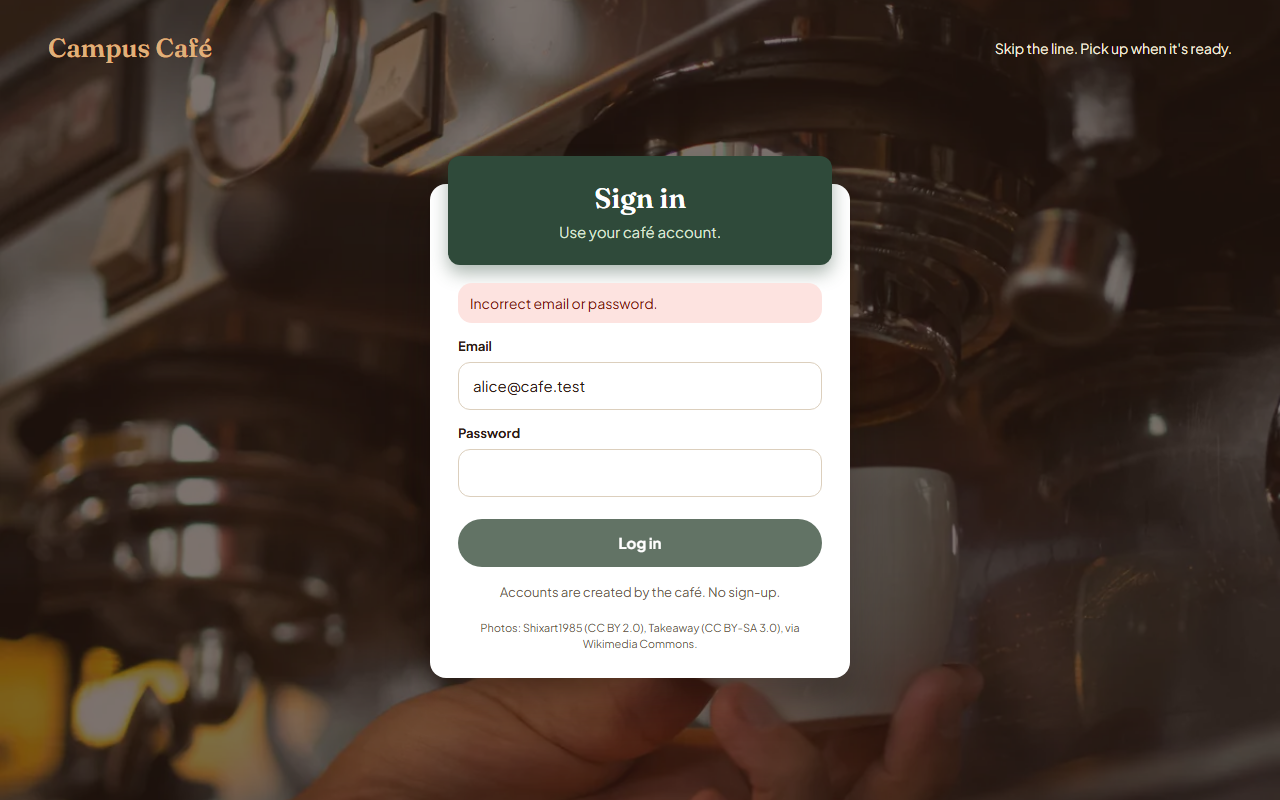 Campus Café
Skip the line. Pick up when it's ready.
Sign in
Use your café account.
Incorrect email or password.
Email
alice@cafe.test
Password
Log in
Accounts are created by the café. No sign-up.
Photos: Shixart1985 (CC BY 2.0), Takeaway (CC BY-SA 3.0), via
Wikimedia Commons.